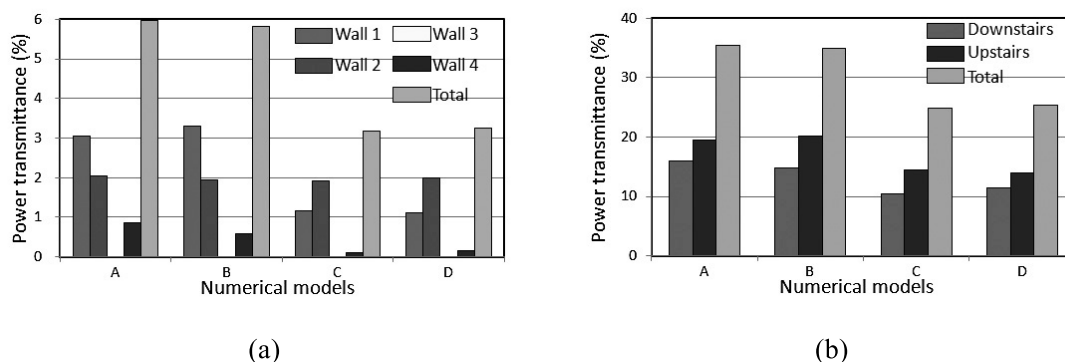 6
5
4
3
2
1
0
Power transmittance (%)
Wall 1
Wall 3
Wall 2
Wall 4
Total
A B C D
Numerical models
(a)
40
30
20
10
0
Power transmittance (%)
Downstairs
Upstairs
Total
A B C D
Numerical models
(b)